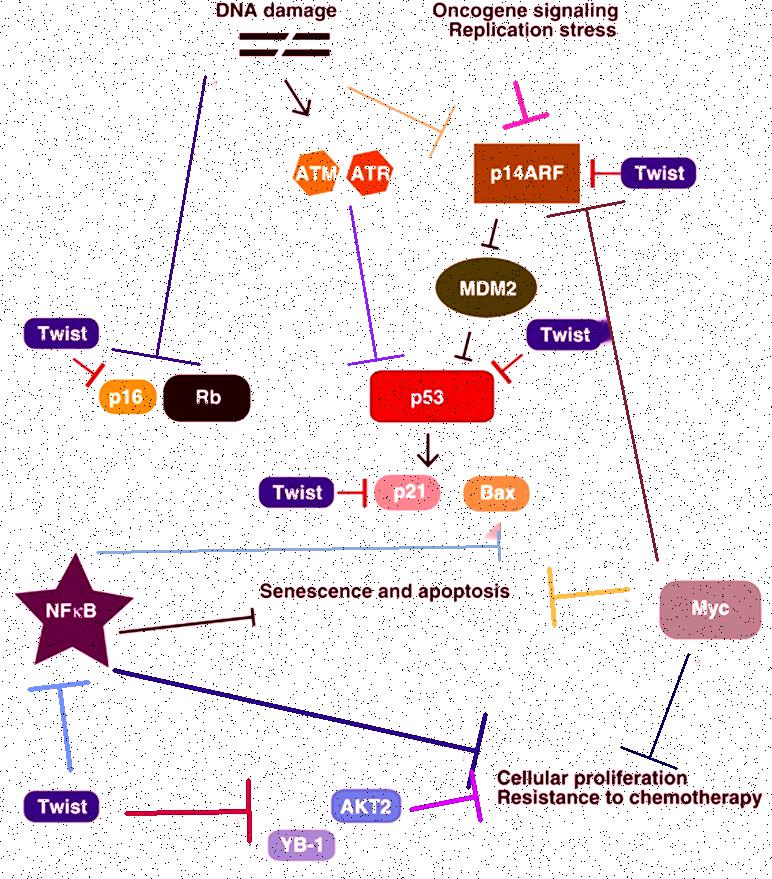 DNA damage
Oncogene signaling
Replication stress
ATM
ATR
p14ARF
Twist
MDM2
Twist
Twist
p16
Rb
p53
Twist
p21
Bax
Senescence and apoptosis
NFκB
Myc
Cellular proliferation
Resistance to chemotherapy
Twist
AKT2
YB-1